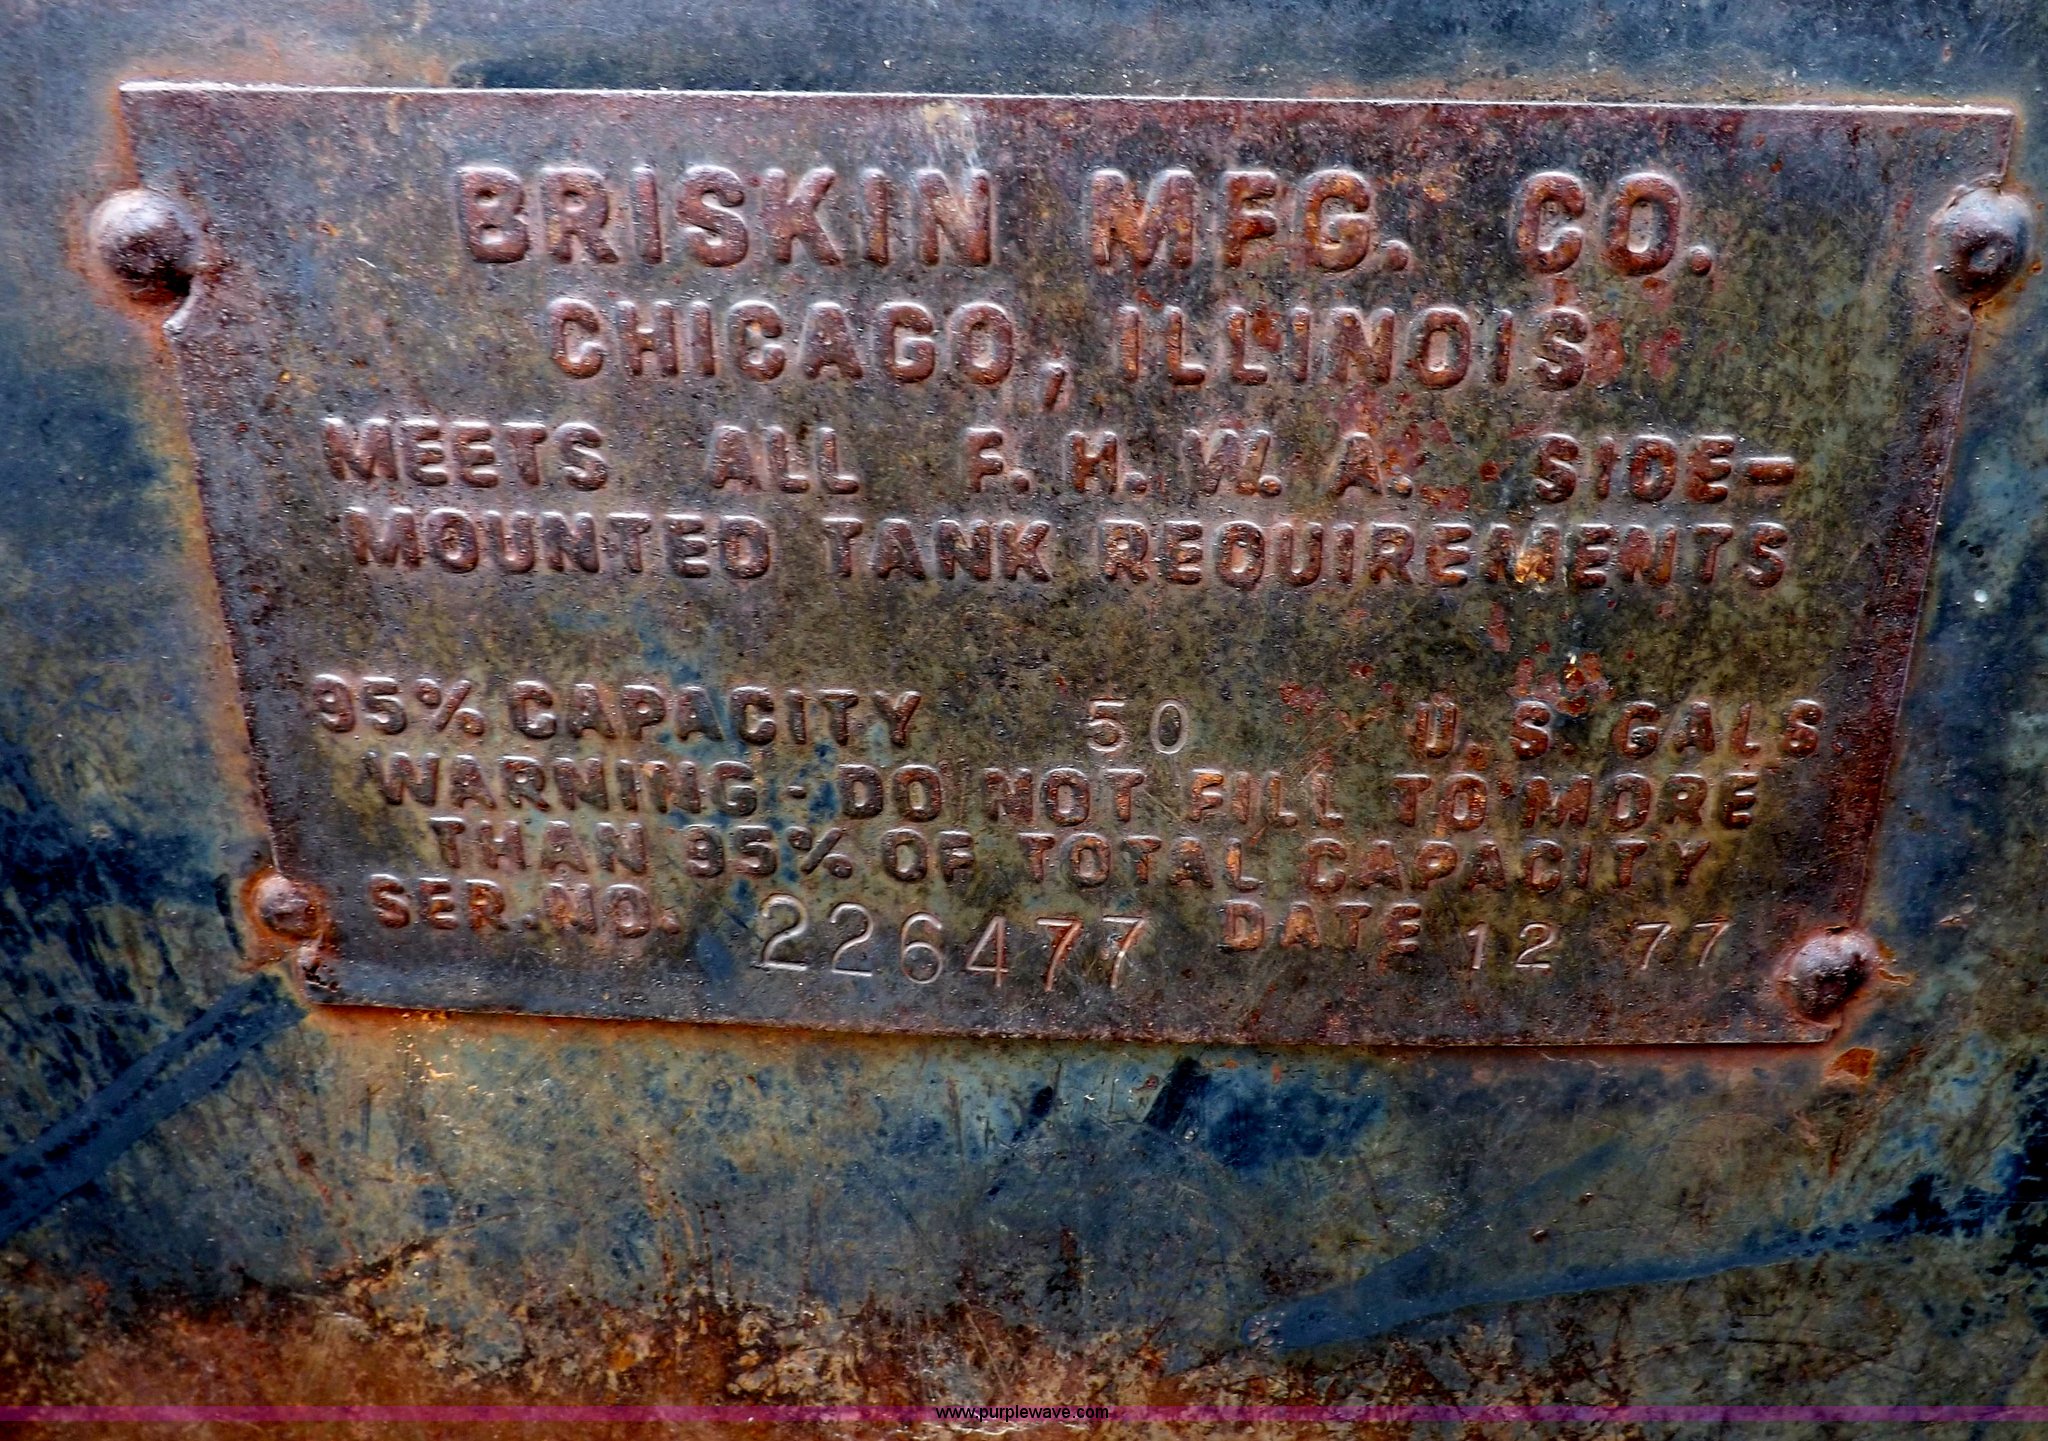 BRISKIN MFG. CO.
CHICAGO, ILLINOIS
MEETS ALL F.H.W.A. SIDE-
MOUNTED TANK REQUIREMENTS
95% CAPACITY 50 U.S. GALS
WARNING - DO NOT FILL TO MORE
THAN 95% OF TOTAL CAPACITY
SER. NO. 226477 DATE 12 77
www.purplewave.com